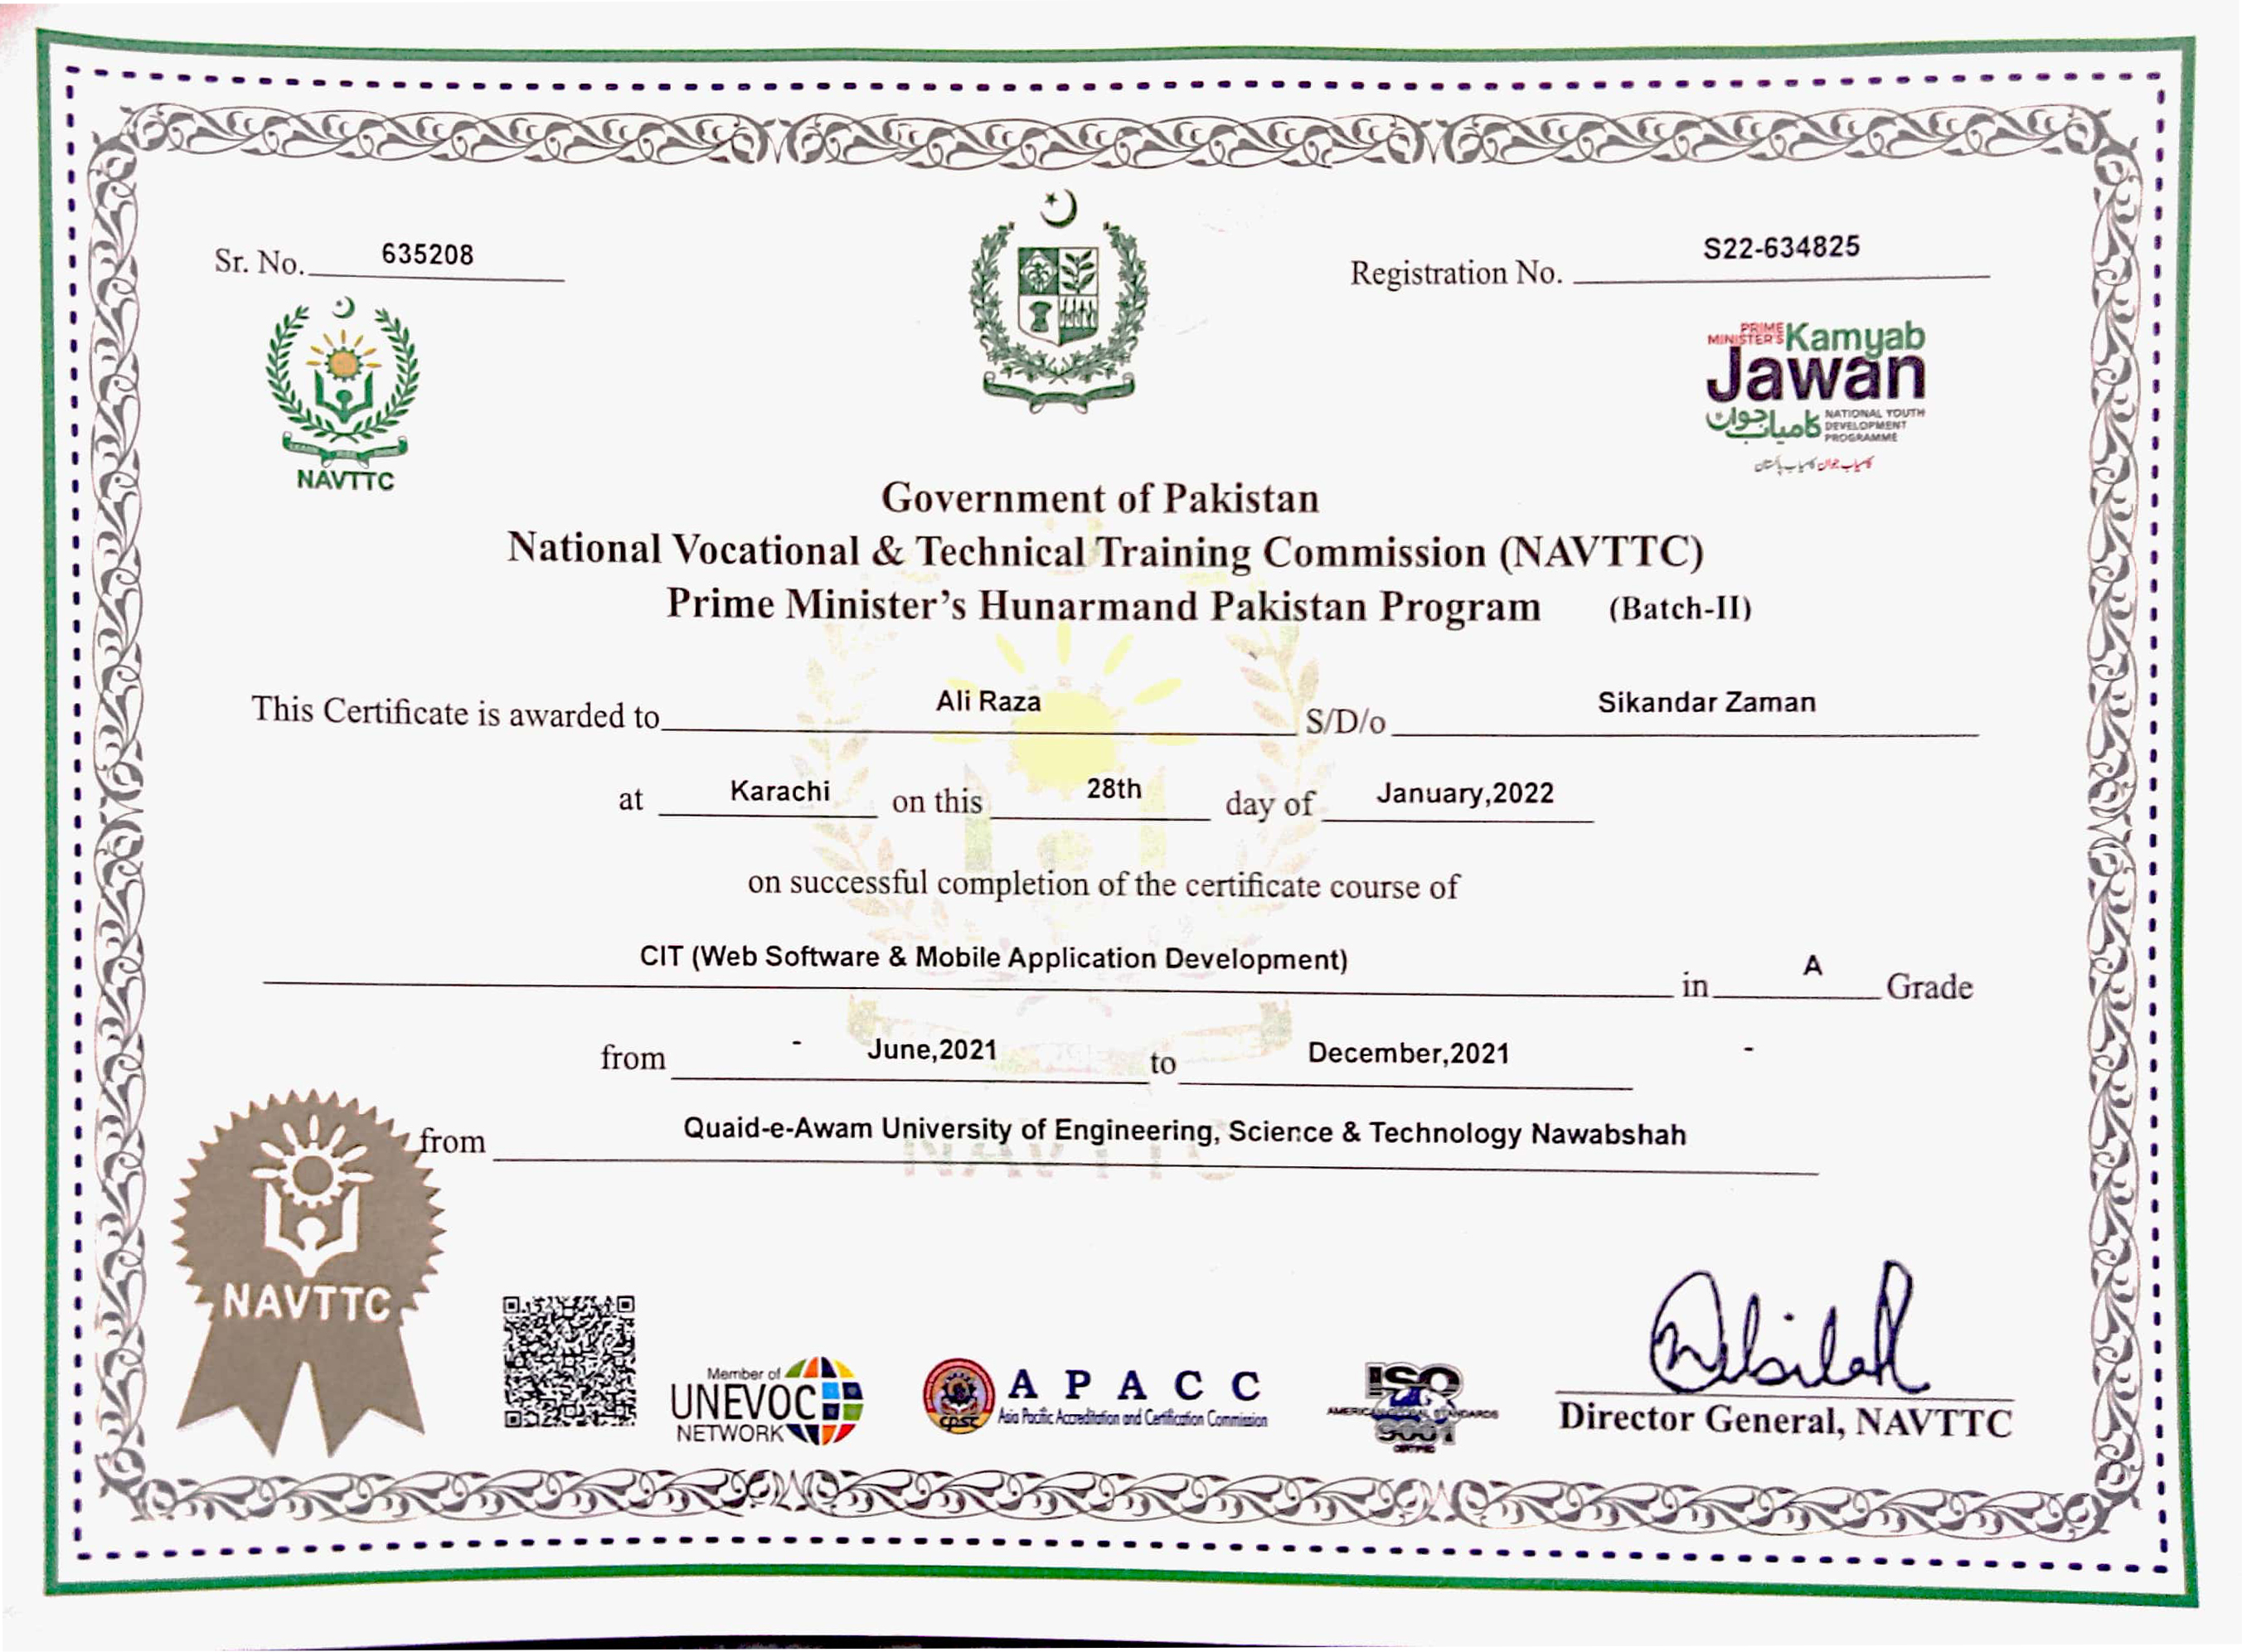 Sr. No. 635208
Registration No. S22-634825
NAVTTC
PRIME MINISTER'S Kamyab
Jawan
کامیاب جوان
NATIONAL YOUTH
DEVELOPMENT
PROGRAMME
کامیاب جوان کامیاب پاکستان
Government of Pakistan
National Vocational & Technical Training Commission (NAVTTC)
Prime Minister's Hunarmand Pakistan Program (Batch-II)
This Certificate is awarded to Ali Raza S/D/o Sikandar Zaman
at Karachi on this 28th day of January,2022
on successful completion of the certificate course of
CIT (Web Software & Mobile Application Development) in A Grade
from - June,2021 to December,2021 -
from Quaid-e-Awam University of Engineering, Science & Technology Nawabshah
NAVTTC
NAVTTC
Member of
UNEVOC
NETWORK
cpsc
A P A C C
Asia Pacific Accreditation and Certification Commission
ISO
AMERICAN GLOBAL STANDARDS
9001
CERTIFIED
Director General, NAVTTC